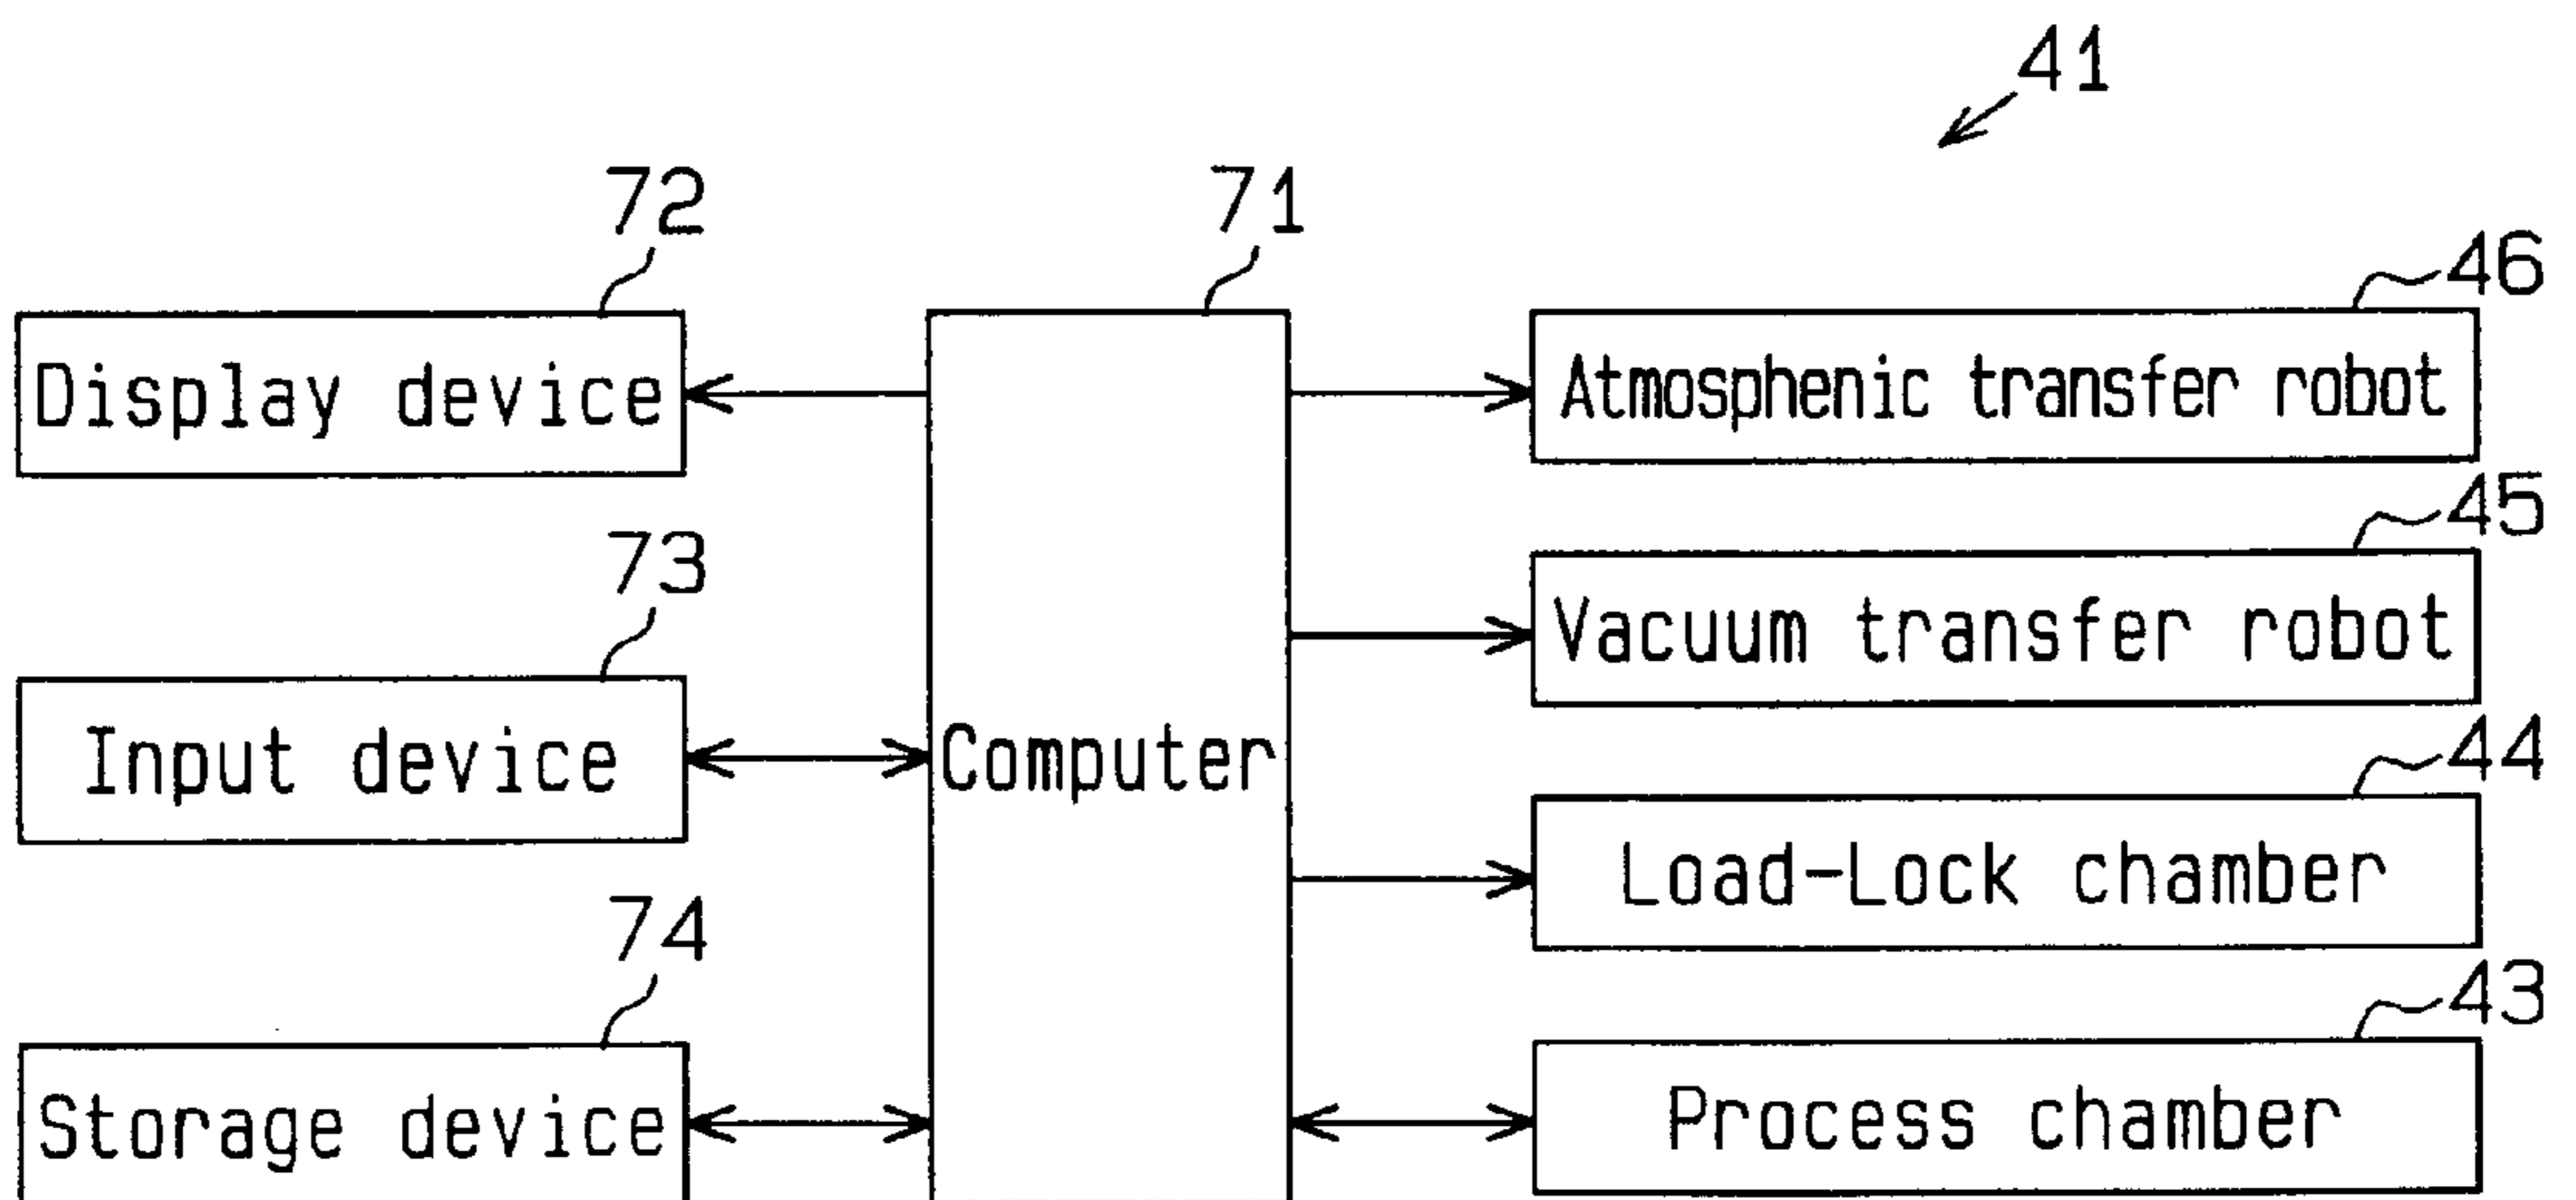 41
72
71
46
Display device
Atmosphenic transfer robot
45
73
Vacuum transfer robot
44
Input device
Computer
74
Load-Lock chamber
43
Storage device
Process chamber